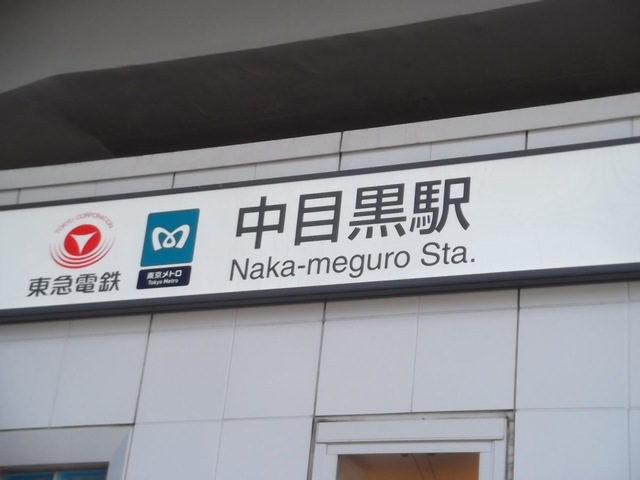 TOKYU CORPORATION
東急電鉄
東京メトロ
Tokyo Metro
中目黒駅
Naka-meguro Sta.